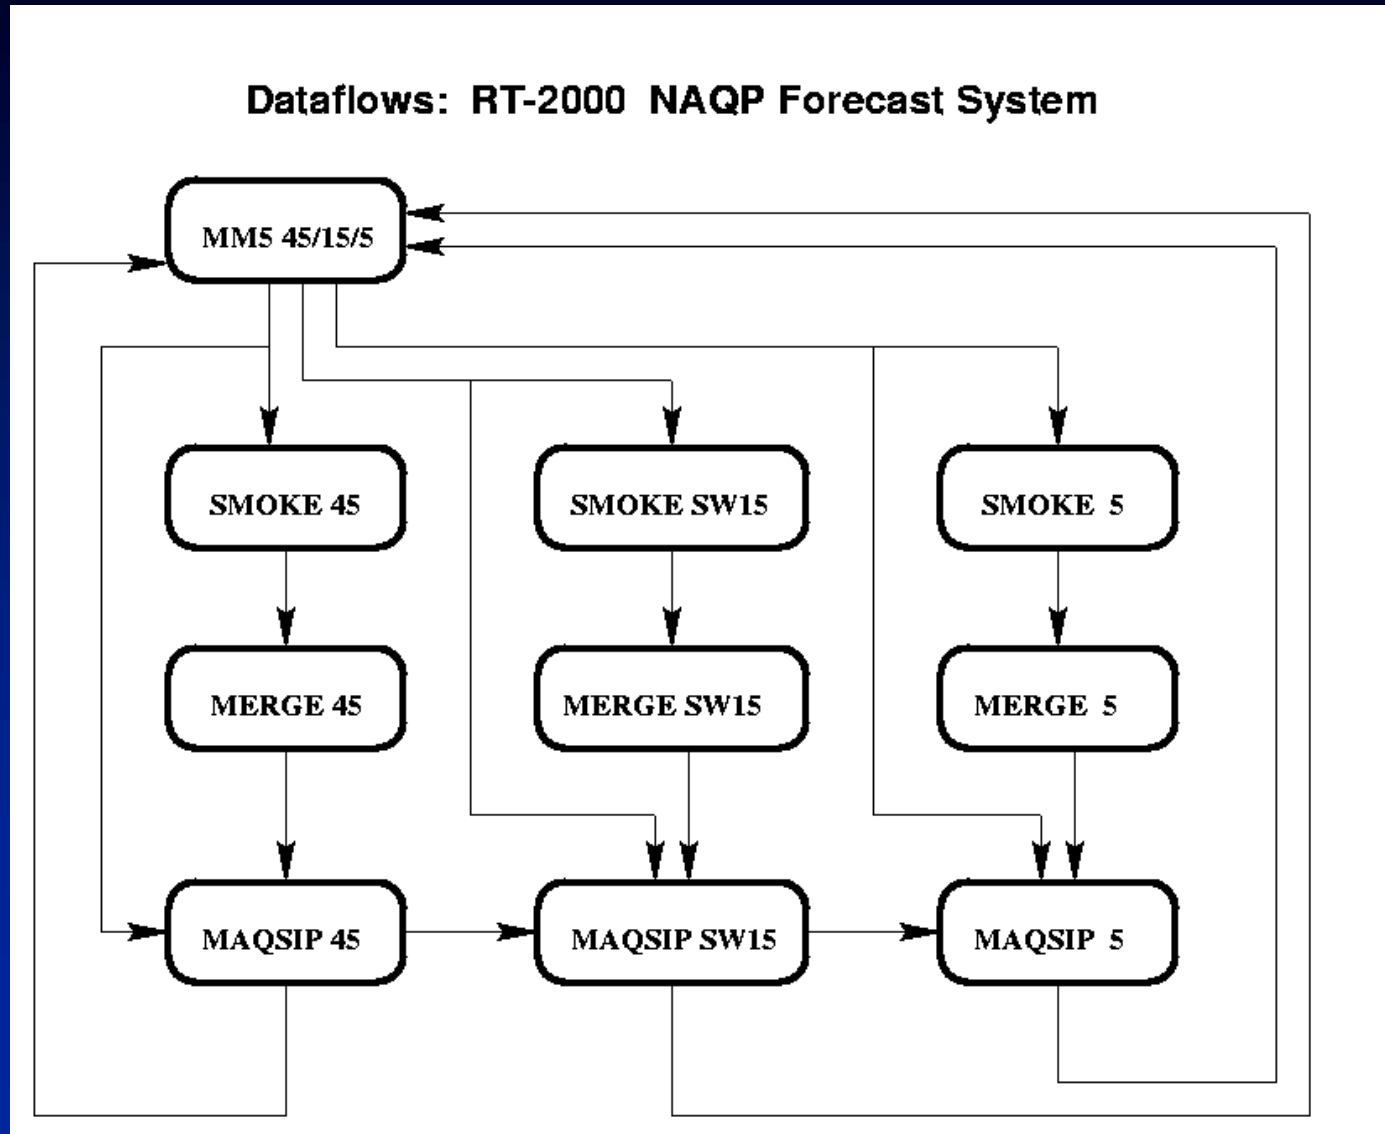 Dataflows: RT-2000 NAQP Forecast System
MM5 45/15/5
SMOKE 45
SMOKE SW15
SMOKE 5
MERGE 45
MERGE SW15
MERGE 5
MAQSIP 45
MAQSIP SW15
MAQSIP 5